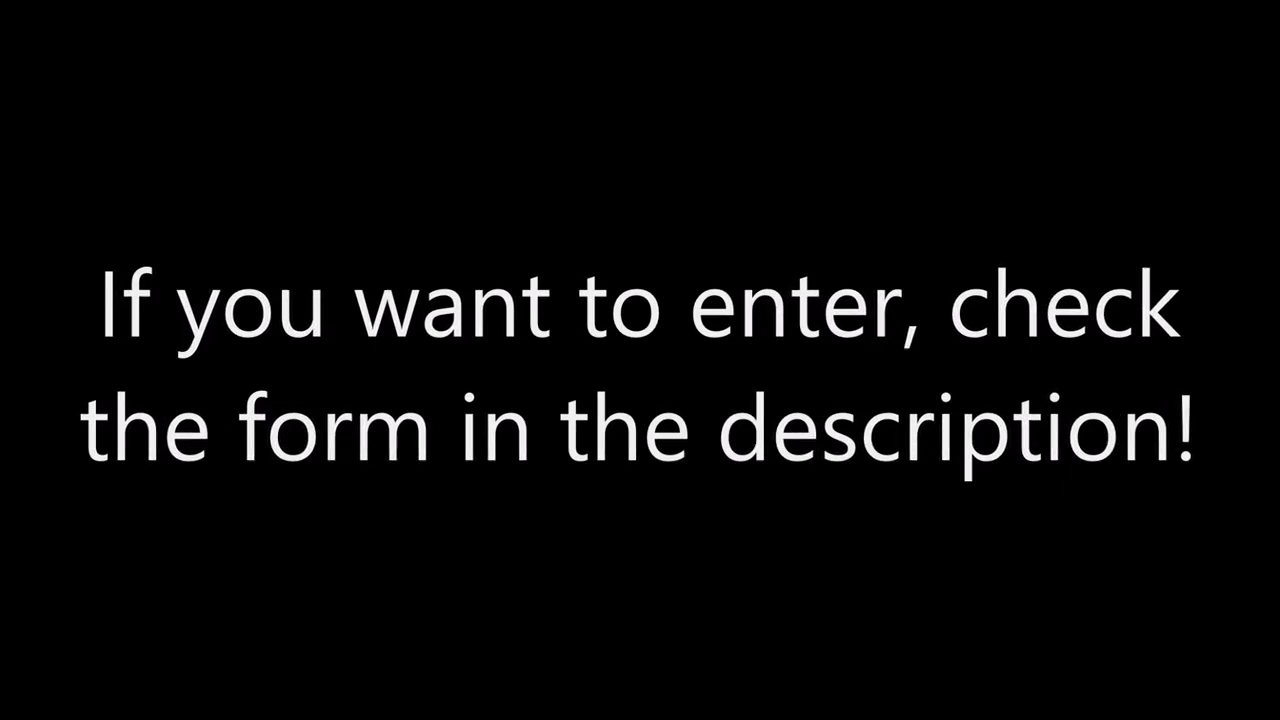 If you want to enter, check
the form in the description!